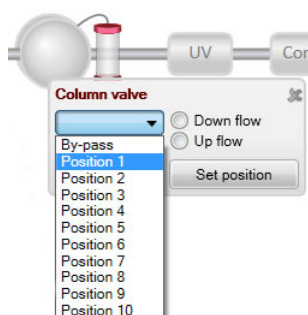 UV
Con
Column valve
Down flow
Up flow
Set position
By-pass
Position 1
Position 2
Position 3
Position 4
Position 5
Position 6
Position 7
Position 8
Position 9
Position 10